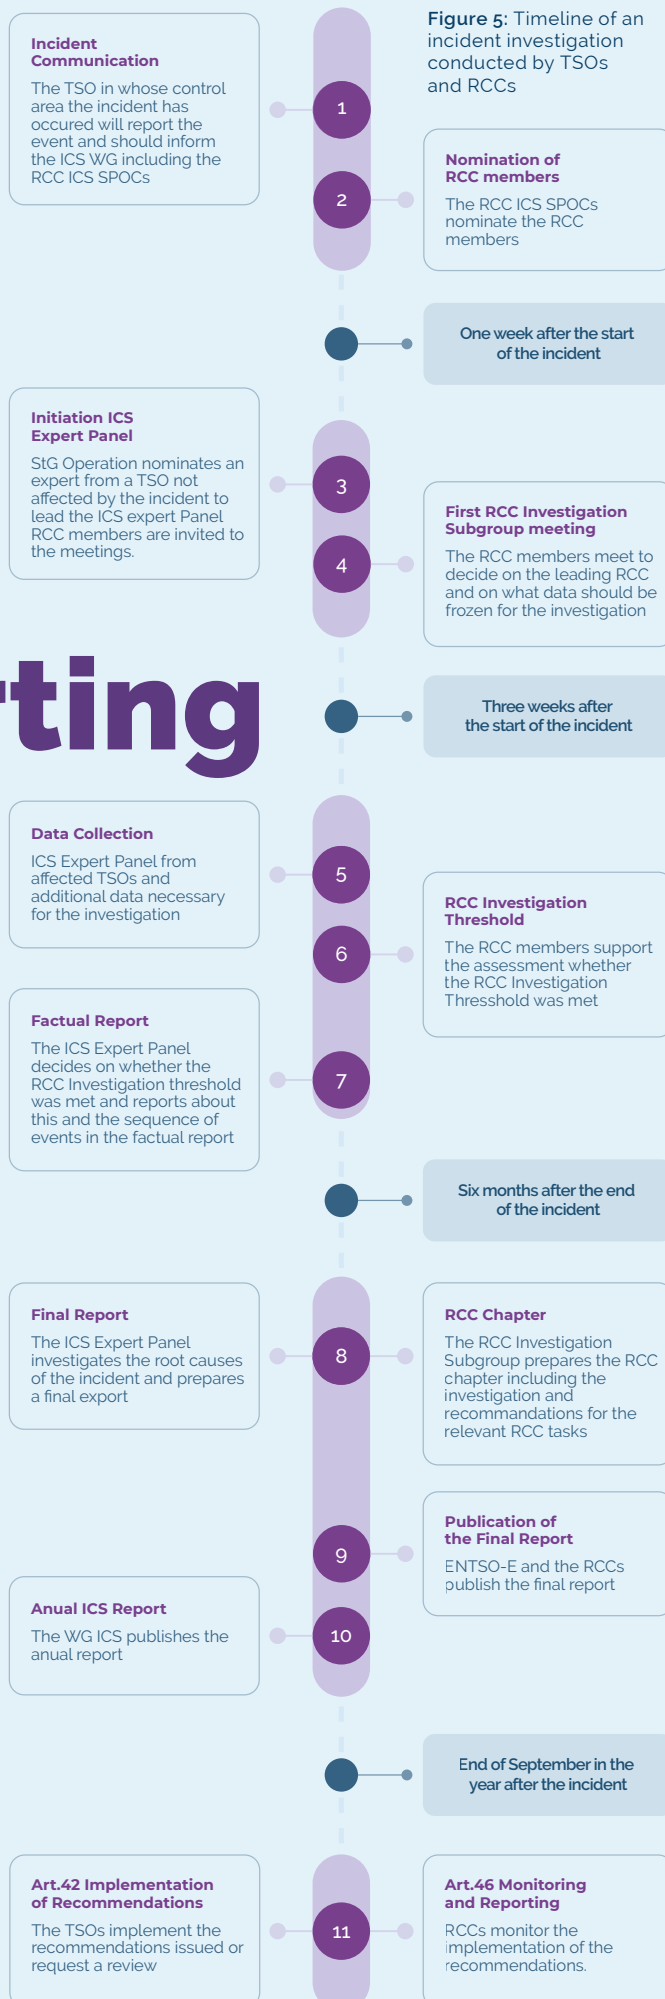 Figure 5: Timeline of an
incident investigation
conducted by TSOs
and RCCs
Incident
Communication
The TSO in whose control
area the incident has
occured will report the
event and should inform
the ICS WG including the
RCC ICS SPOCs
1
2
Nomination of
RCC members
The RCC ICS SPOCs
nominate the RCC
members
One week after the start
of the incident
Initiation ICS
Expert Panel
StG Operation nominates an
expert from a TSO not
affected by the incident to
lead the ICS expert Panel
RCC members are invited to
the meetings.
3
4
First RCC Investigation
Subgroup meeting
The RCC members meet to
decide on the leading RCC
and on what data should be
frozen for the investigation
ting
Three weeks after
the start of the incident
Data Collection
ICS Expert Panel from
affected TSOs and
additional data necessary
for the investigation
5
6
RCC Investigation
Threshold
The RCC members support
the assessment whether
the RCC Investigation
Thresshold was met
Factual Report
The ICS Expert Panel
decides on whether the
RCC Investigation threshold
was met and reports about
this and the sequence of
events in the factual report
7
Six months after the end
of the incident
Final Report
The ICS Expert Panel
investigates the root causes
of the incident and prepares
a final export
8
RCC Chapter
The RCC Investigation
Subgroup prepares the RCC
chapter including the
investigation and
recommandations for the
relevant RCC tasks
9
Publication of
the Final Report
ENTSO-E and the RCCs
publish the final report
Anual ICS Report
The WG ICS publishes the
anual report
10
End of September in the
year after the incident
Art.42 Implementation
of Recommendations
The TSOs implement the
recommendations issued or
request a review
11
Art.46 Monitoring
and Reporting
RCCs monitor the
implementation of the
recommendations.